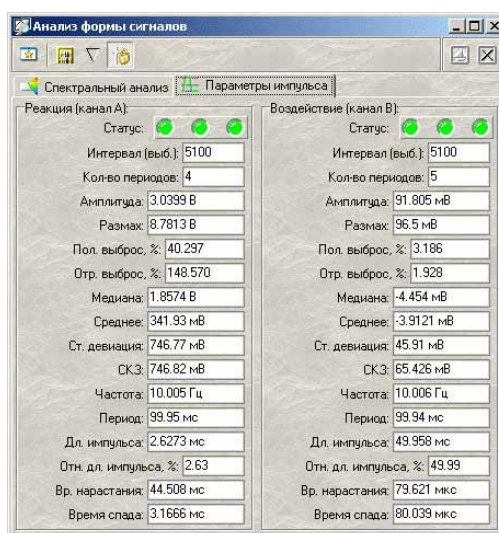 Анализ формы сигналов
Спектральный анализ
Параметры импульса
Реакция (канал А):
Статус:
Интервал (выб.): 5100
Кол-во периодов: 4
Амплитуда: 3.0399 В
Размах: 8.7813 В
Пол. выброс, %: 40.297
Отр. выброс, %: 148.570
Медиана: 1.8574 В
Среднее: 341.93 мВ
Ст. девиация: 746.77 мВ
СКЗ: 746.82 мВ
Частота: 10.005 Гц
Период: 99.95 мс
Дл. импульса: 2.6273 мс
Отн. дл. импульса, %: 2.63
Вр. нарастания: 44.508 мс
Время спада: 3.1666 мс
Воздействие (канал В):
Статус:
Интервал (выб.): 5100
Кол-во периодов: 5
Амплитуда: 91.805 мВ
Размах: 96.5 мВ
Пол. выброс, %: 3.186
Отр. выброс, %: 1.928
Медиана: -4.454 мВ
Среднее: -3.9121 мВ
Ст. девиация: 45.91 мВ
СКЗ: 65.426 мВ
Частота: 10.006 Гц
Период: 99.94 мс
Дл. импульса: 49.958 мс
Отн. дл. импульса, %: 49.99
Вр. нарастания: 79.621 мкс
Время спада: 80.039 мкс